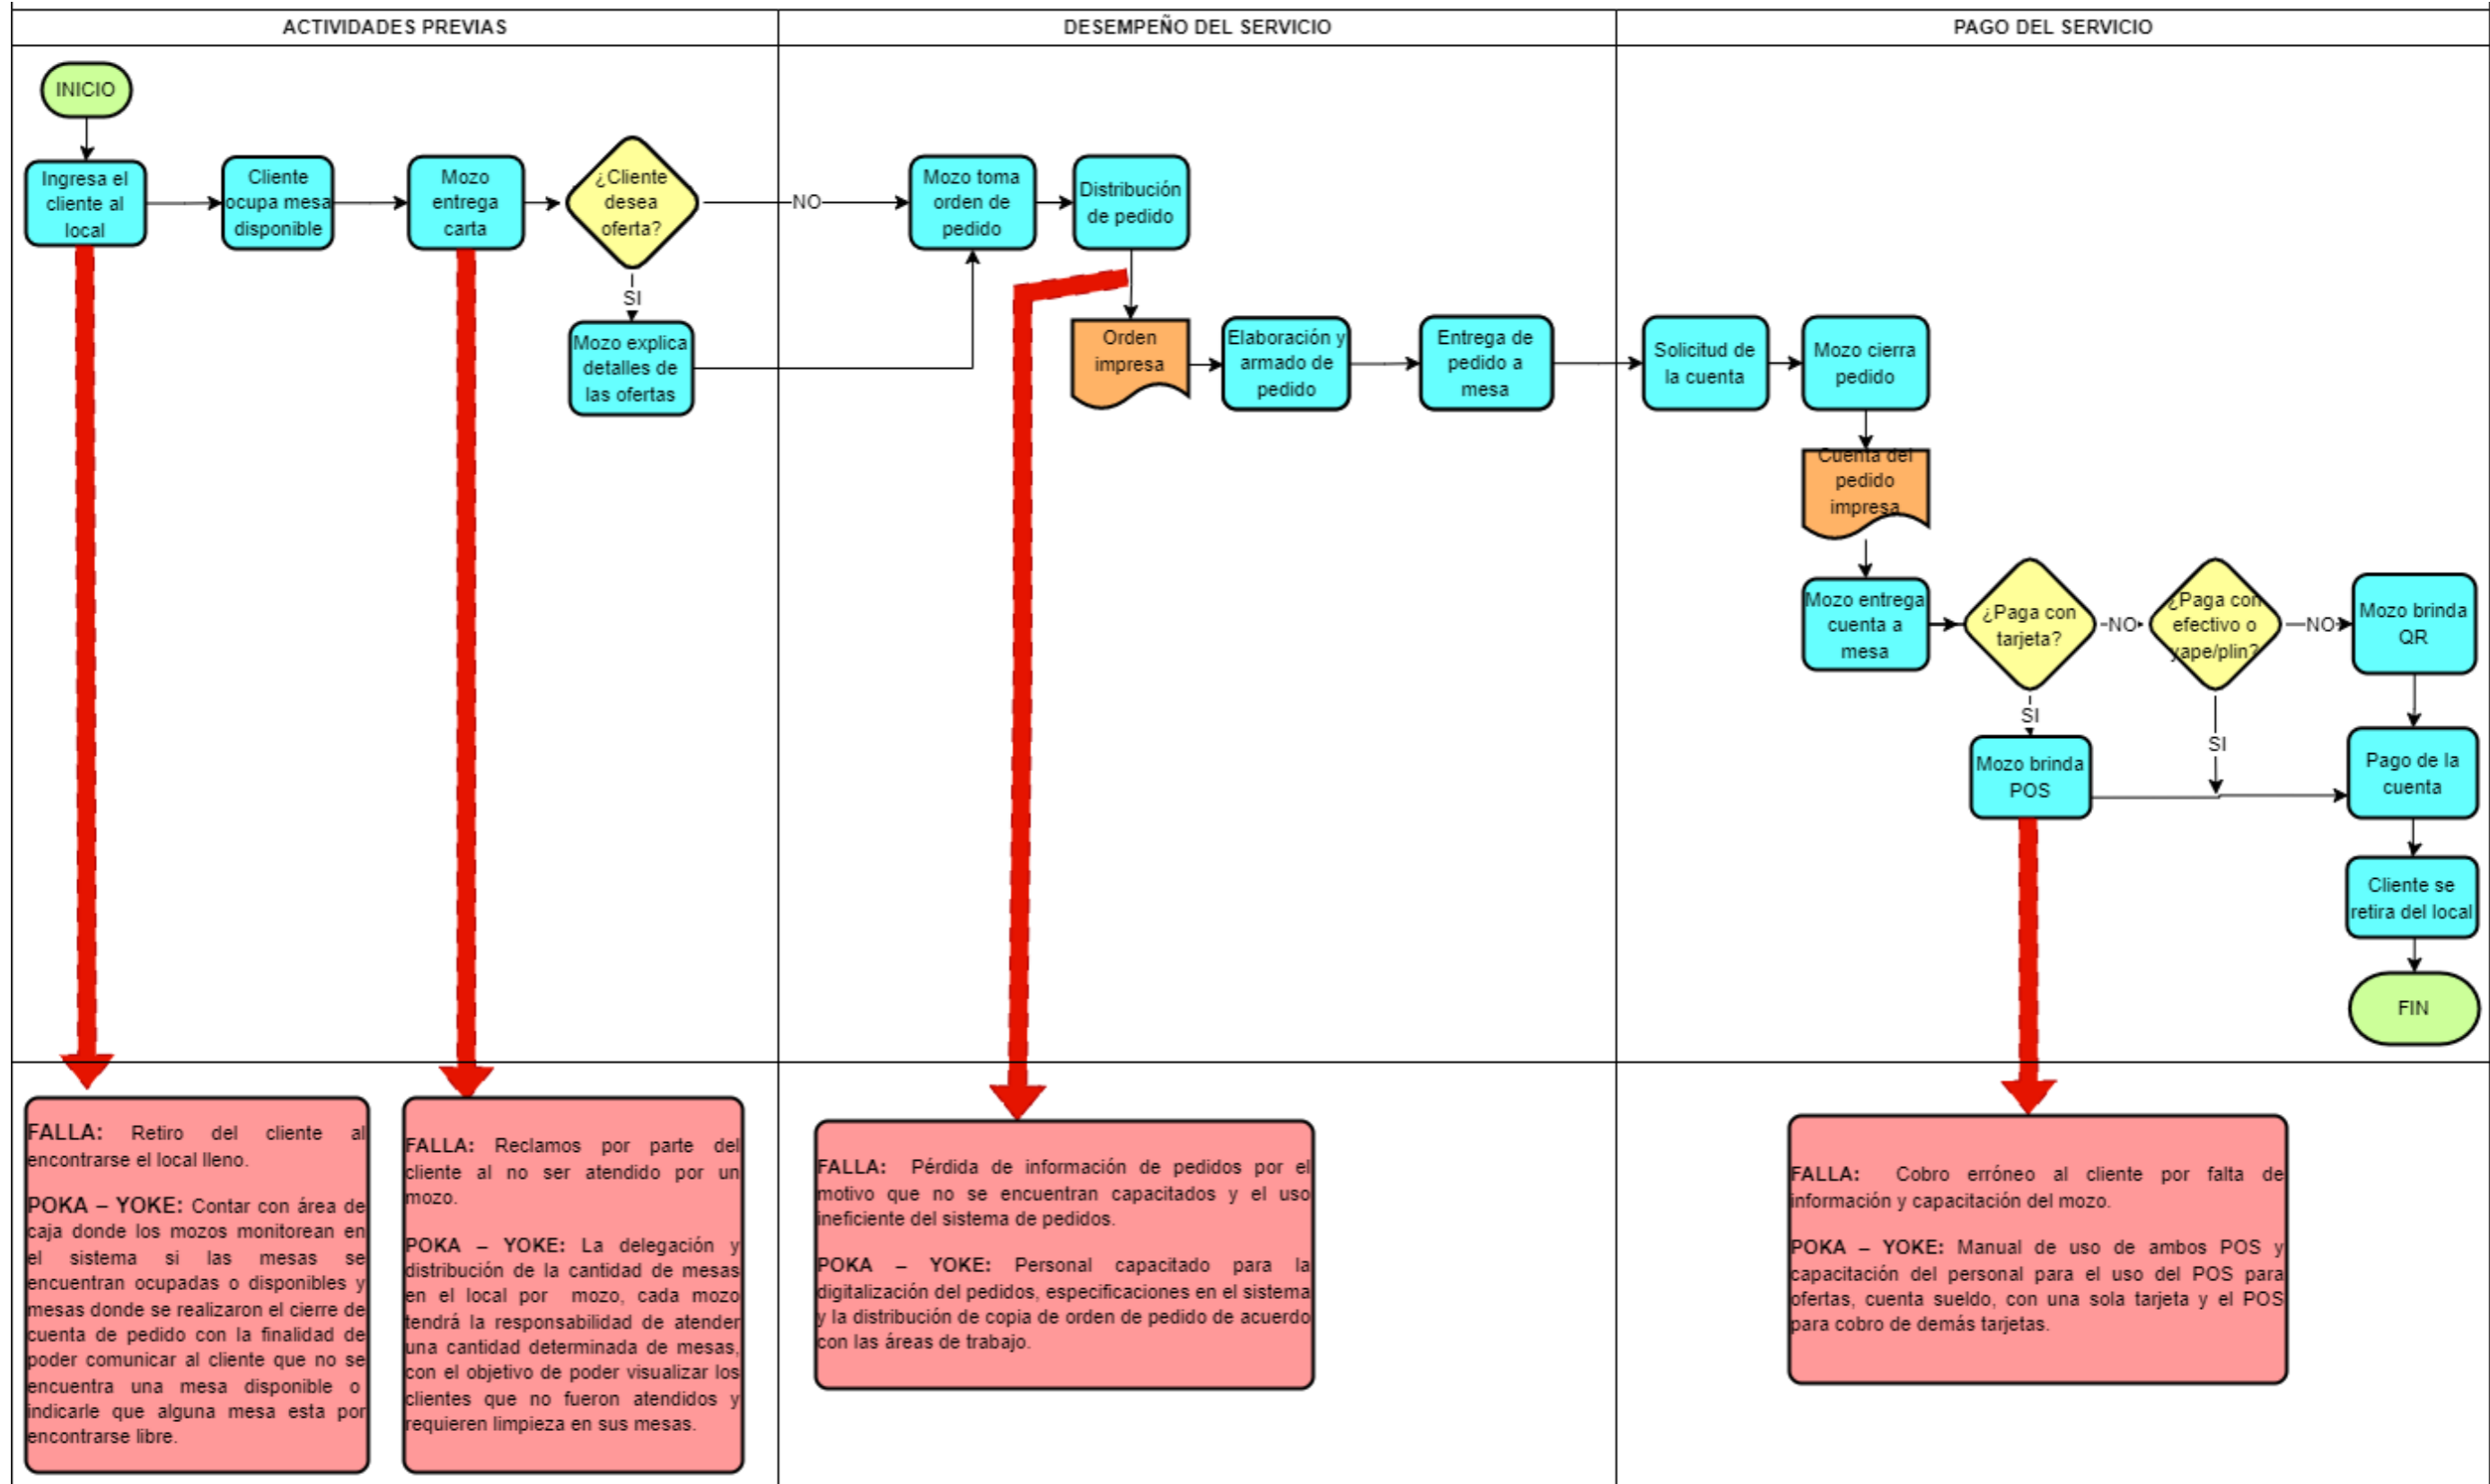 ACTIVIDADES PREVIAS
DESEMPEÑO DEL SERVICIO
PAGO DEL SERVICIO
INICIO
Ingresa el
cliente al
local
Cliente
ocupa mesa
disponible
Mozo
entrega
carta
¿Cliente
desea
oferta?
NO
SI
Mozo explica
detalles de
las ofertas
Mozo toma
orden de
pedido
Distribución
de pedido
Orden
impresa
Elaboración y
armado de
pedido
Entrega de
pedido a
mesa
Solicitud de
la cuenta
Mozo cierra
pedido
Cuenta del
pedido
impresa
Mozo entrega
cuenta a
mesa
¿Paga con
tarjeta?
NO
¿Paga con
efectivo o
yape/plin?
NO
Mozo brinda
QR
SI
SI
Mozo brinda
POS
Pago de la
cuenta
Cliente se
retira del local
FIN
FALLA: Retiro del cliente al
encontrarse el local lleno.
POKA – YOKE: Contar con área de
caja donde los mozos monitorean en
el sistema si las mesas se
encuentran ocupadas o disponibles y
mesas donde se realizaron el cierre de
cuenta de pedido con la finalidad de
poder comunicar al cliente que no se
encuentra una mesa disponible o
indicarle que alguna mesa esta por
encontrarse libre.
FALLA: Reclamos por parte del
cliente al no ser atendido por un
mozo.
POKA – YOKE: La delegación y
distribución de la cantidad de mesas
en el local por mozo, cada mozo
tendrá la responsabilidad de atender
una cantidad determinada de mesas,
con el objetivo de poder visualizar los
clientes que no fueron atendidos y
requieren limpieza en sus mesas.
FALLA: Pérdida de información de pedidos por el
motivo que no se encuentran capacitados y el uso
ineficiente del sistema de pedidos.
POKA – YOKE: Personal capacitado para la
digitalización del pedidos, especificaciones en el sistema
y la distribución de copia de orden de pedido de acuerdo
con las áreas de trabajo.
FALLA: Cobro erróneo al cliente por falta de
información y capacitación del mozo.
POKA – YOKE: Manual de uso de ambos POS y
capacitación del personal para el uso del POS para
ofertas, cuenta sueldo, con una sola tarjeta y el POS
para cobro de demás tarjetas.